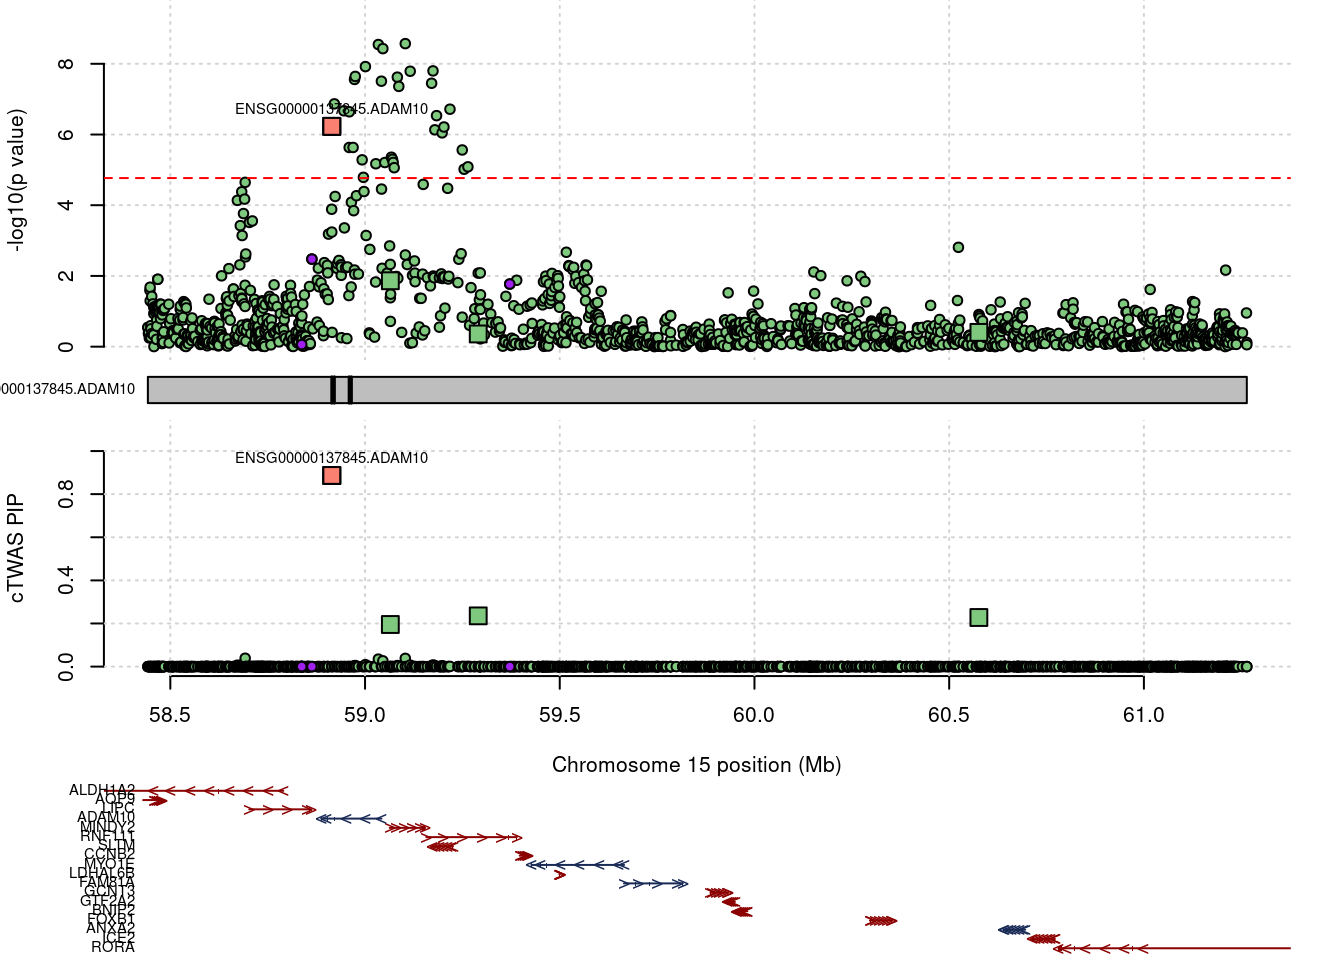 -log10(p value)
8
6
4
2
0
ENSG00000137845.ADAM10
000137845.ADAM10
cTWAS PIP
0.8
0.4
0.0
ENSG00000137845.ADAM10
58.5 59.0 59.5 60.0 60.5 61.0
Chromosome 15 position (Mb)
ALDH1A2
AQP9
LIPC
ADAM10
MINDY2
RNF111
SLTM
CCNB2
MYO1E
LDHAL6B
FAM81A
GCNT3
GTF2A2
BNIP2
FOXB1
ANXA2
ICE2
RORA